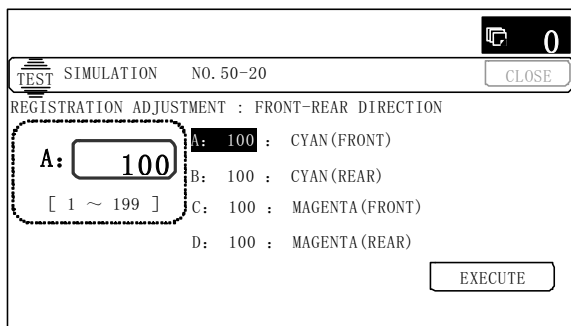 0
TEST SIMULATION NO.50-20 CLOSE
REGISTRATION ADJUSTMENT : FRONT-REAR DIRECTION
A: 100
[ 1 ~ 199 ]
A: 100 : CYAN(FRONT)
B: 100 : CYAN(REAR)
C: 100 : MAGENTA(FRONT)
D: 100 : MAGENTA(REAR)
EXECUTE